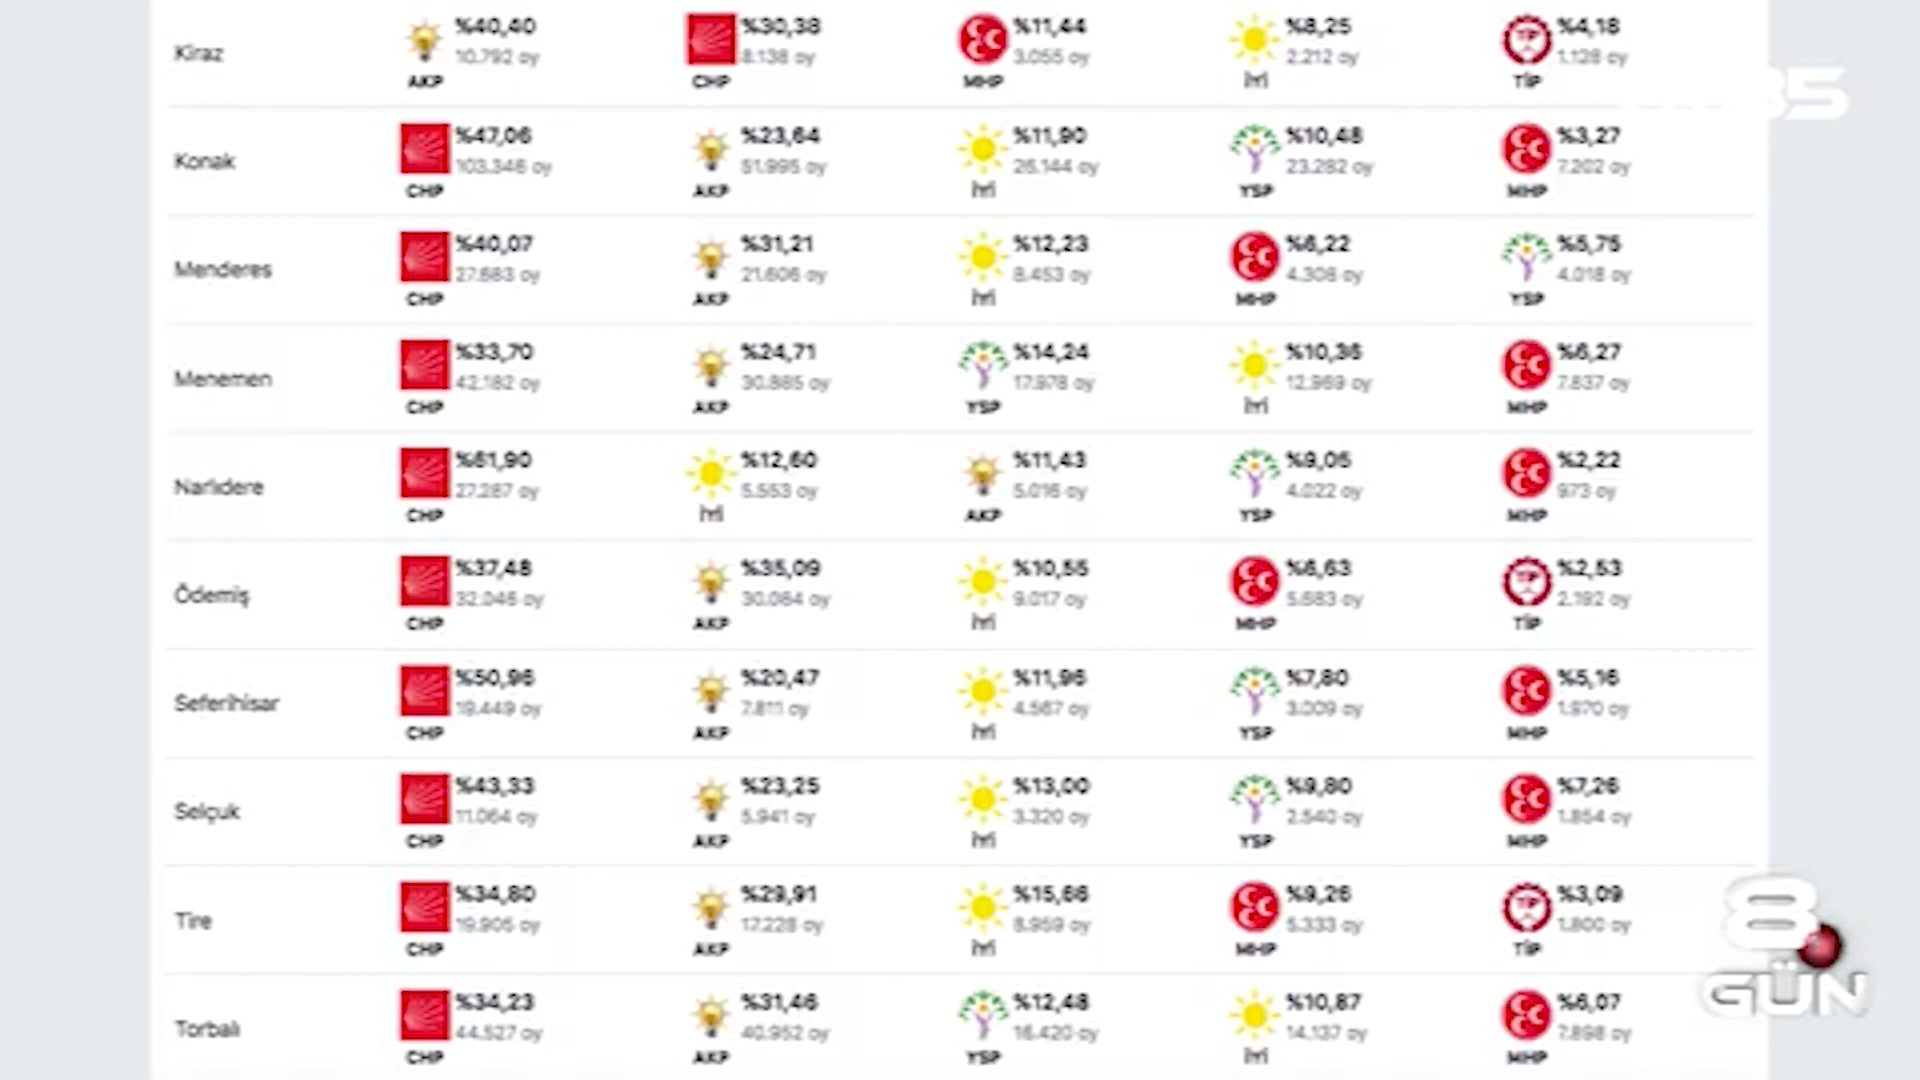 Kiraz %40,40 10.792 oy AKP %30,38 8.138 oy CHP %11,44 3.055 oy MHP %8,25 2.212 oy İYİ %4,18 1.128 oy TİP
35
Konak %47,06 103.346 oy CHP %23,64 51.995 oy AKP %11,90 26.144 oy İYİ %10,48 23.282 oy YSP %3,27 7.202 oy MHP
Menderes %40,07 27.683 oy CHP %31,21 21.606 oy AKP %12,23 8.453 oy İYİ %6,22 4.308 oy MHP %5,75 4.018 oy YSP
Menemen %33,70 42.182 oy CHP %24,71 30.885 oy AKP %14,24 17.978 oy YSP %10,36 12.969 oy İYİ %6,27 7.837 oy MHP
Narlıdere %61,90 27.287 oy CHP %12,60 5.553 oy İYİ %11,43 5.016 oy AKP %9,05 4.022 oy YSP %2,22 973 oy MHP
Ödemiş %37,48 32.046 oy CHP %35,09 30.064 oy AKP %10,55 9.017 oy İYİ %6,63 5.683 oy MHP %2,53 2.192 oy TİP
Seferihisar %50,96 19.449 oy CHP %20,47 7.811 oy AKP %11,96 4.567 oy İYİ %7,80 3.009 oy YSP %5,16 1.970 oy MHP
Selçuk %43,33 11.064 oy CHP %23,25 5.941 oy AKP %13,00 3.320 oy İYİ %9,80 2.540 oy YSP %7,26 1.854 oy MHP
Tire %34,80 19.905 oy CHP %29,91 17.228 oy AKP %15,66 8.959 oy İYİ %9,26 5.333 oy MHP %3,09 1.800 oy TİP
8.
GÜN
Torbalı %34,23 44.527 oy CHP %31,46 40.952 oy AKP %12,48 16.420 oy YSP %10,87 14.137 oy İYİ %6,07 7.898 oy MHP